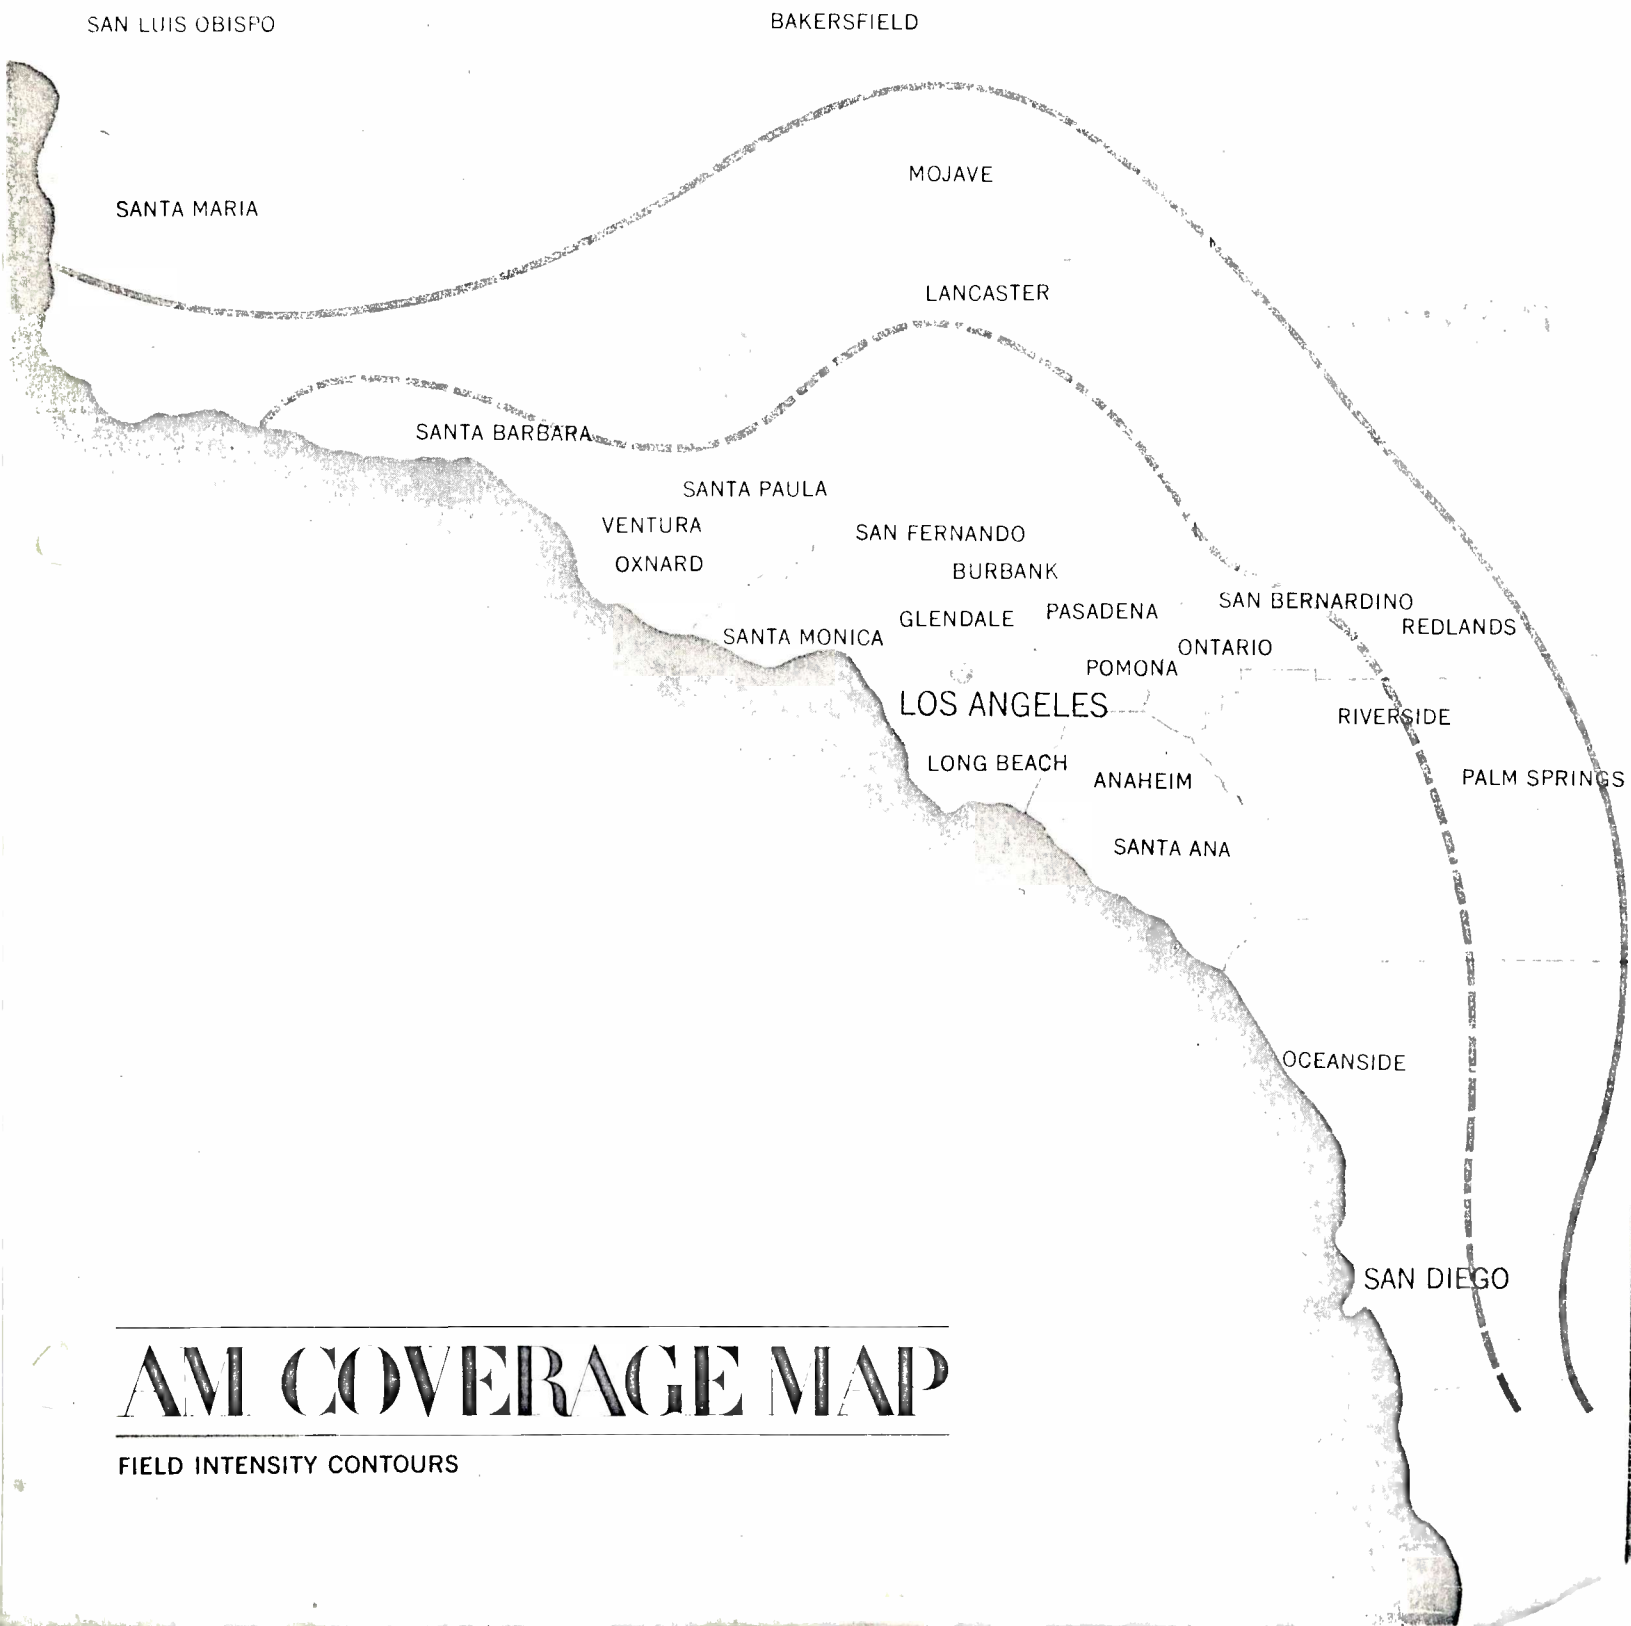 SAN LUIS OBISPO
BAKERSFIELD
MOJAVE
SANTA MARIA
LANCASTER
SANTA BARBARA
SANTA PAULA
VENTURA
SAN FERNANDO
OXNARD
BURBANK
SAN BERNARDINO
PASADENA
GLENDALE
REDLANDS
SANTA MONICA
ONTARIO
POMONA
LOS ANGELES
RIVERSIDE
LONG BEACH
ANAHEIM
PALM SPRINGS
SANTA ANA
OCEANSIDE
SAN DIEGO
AM COVERAGE MAP
FIELD INTENSITY CONTOURS